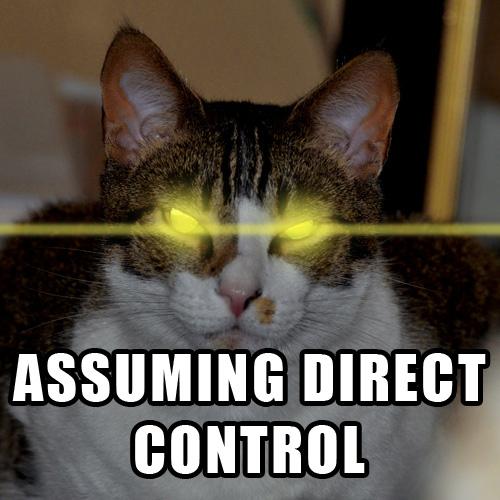 ASSUMING DIRECT
CONTROL